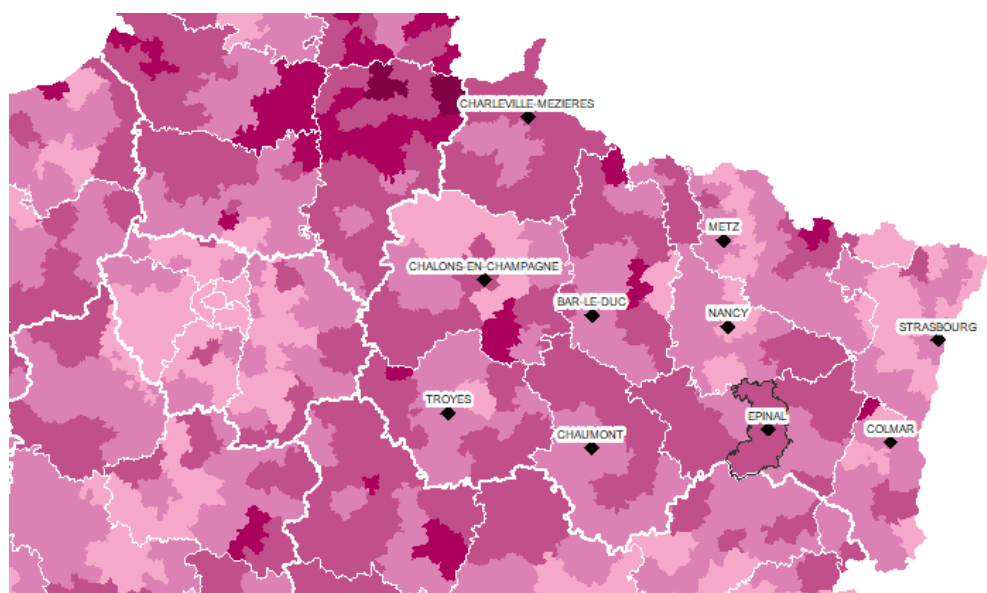 CHARLEVILLE-MEZIERES
METZ
CHALONS-EN-CHAMPAGNE
BAR-LE-DUC
NANCY
STRASBOURG
TROYES
EPINAL
COLMAR
CHAUMONT